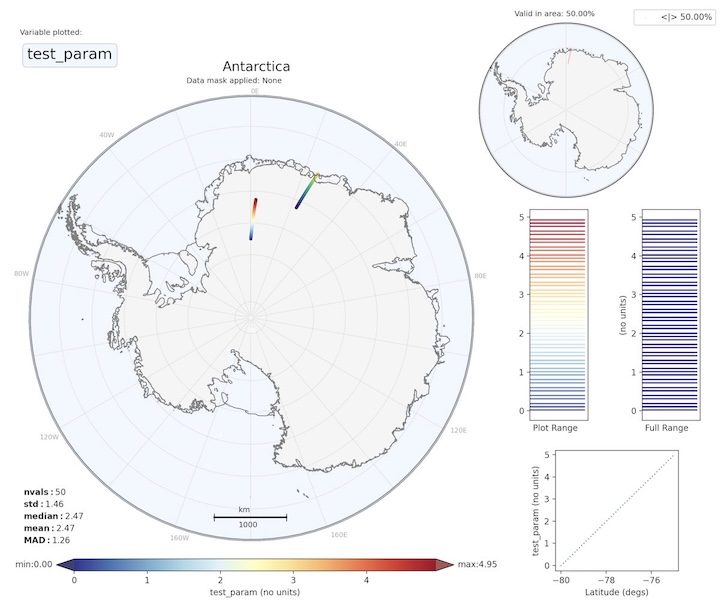 Variable plotted:
test_param
Antarctica
Data mask applied: None
0E
40W
40E
80W
80E
120W
120E
160W
160E
km
1000
nvals: 50
std: 1.46
median: 2.47
mean: 2.47
MAD: 1.26
min:0.00
max:4.95
0 1 2 3 4
test_param (no units)
Valid in area: 50.00%
<|> 50.00%
5
4
3
2
1
0
Plot Range
(no units)
5
4
3
2
1
0
Full Range
test_param (no units)
5
4
3
2
1
0
−80 −78 −76
Latitude (degs)